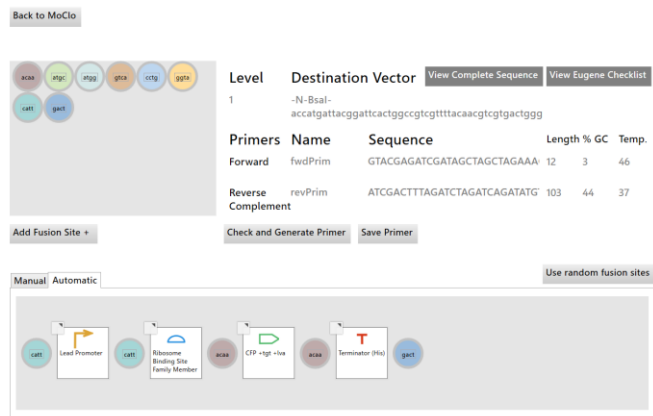 Back to MoClo
acaa atgc atgg gtca cctg ggta
catt gact
Level Destination Vector View Complete Sequence View Eugene Checklist
1 -N-BsaI-
accatgattacggattcactggccgtcgttttacaacgtcgtgactggg
Primers Name Sequence Length % GC Temp.
Forward fwdPrim GTACGAGATCGATAGCTAGCTAGAAA 12 3 46
Reverse revPrim ATCGACTTTAGATCTAGATCAGATATG 103 44 37
Complement
Add Fusion Site + Check and Generate Primer Save Primer
Use random fusion sites
Manual Automatic
catt Lead Promoter catt Ribosome acaa CFP +tgt +lva acaa Terminator (His) gact
Binding Site
Family Member